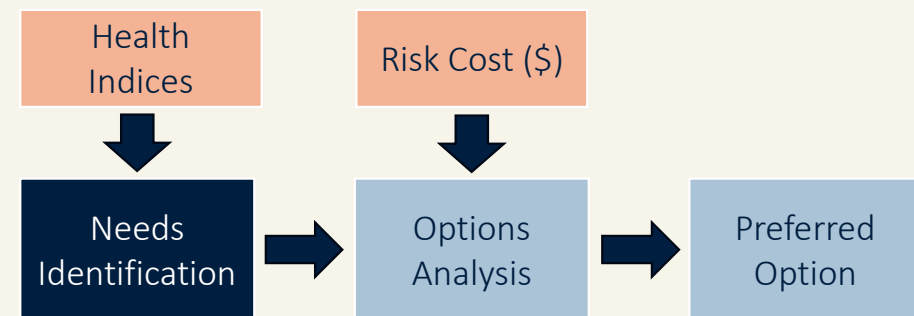 Health
Indices
Risk Cost ($)
Needs
Identification
Options
Analysis
Preferred
Option